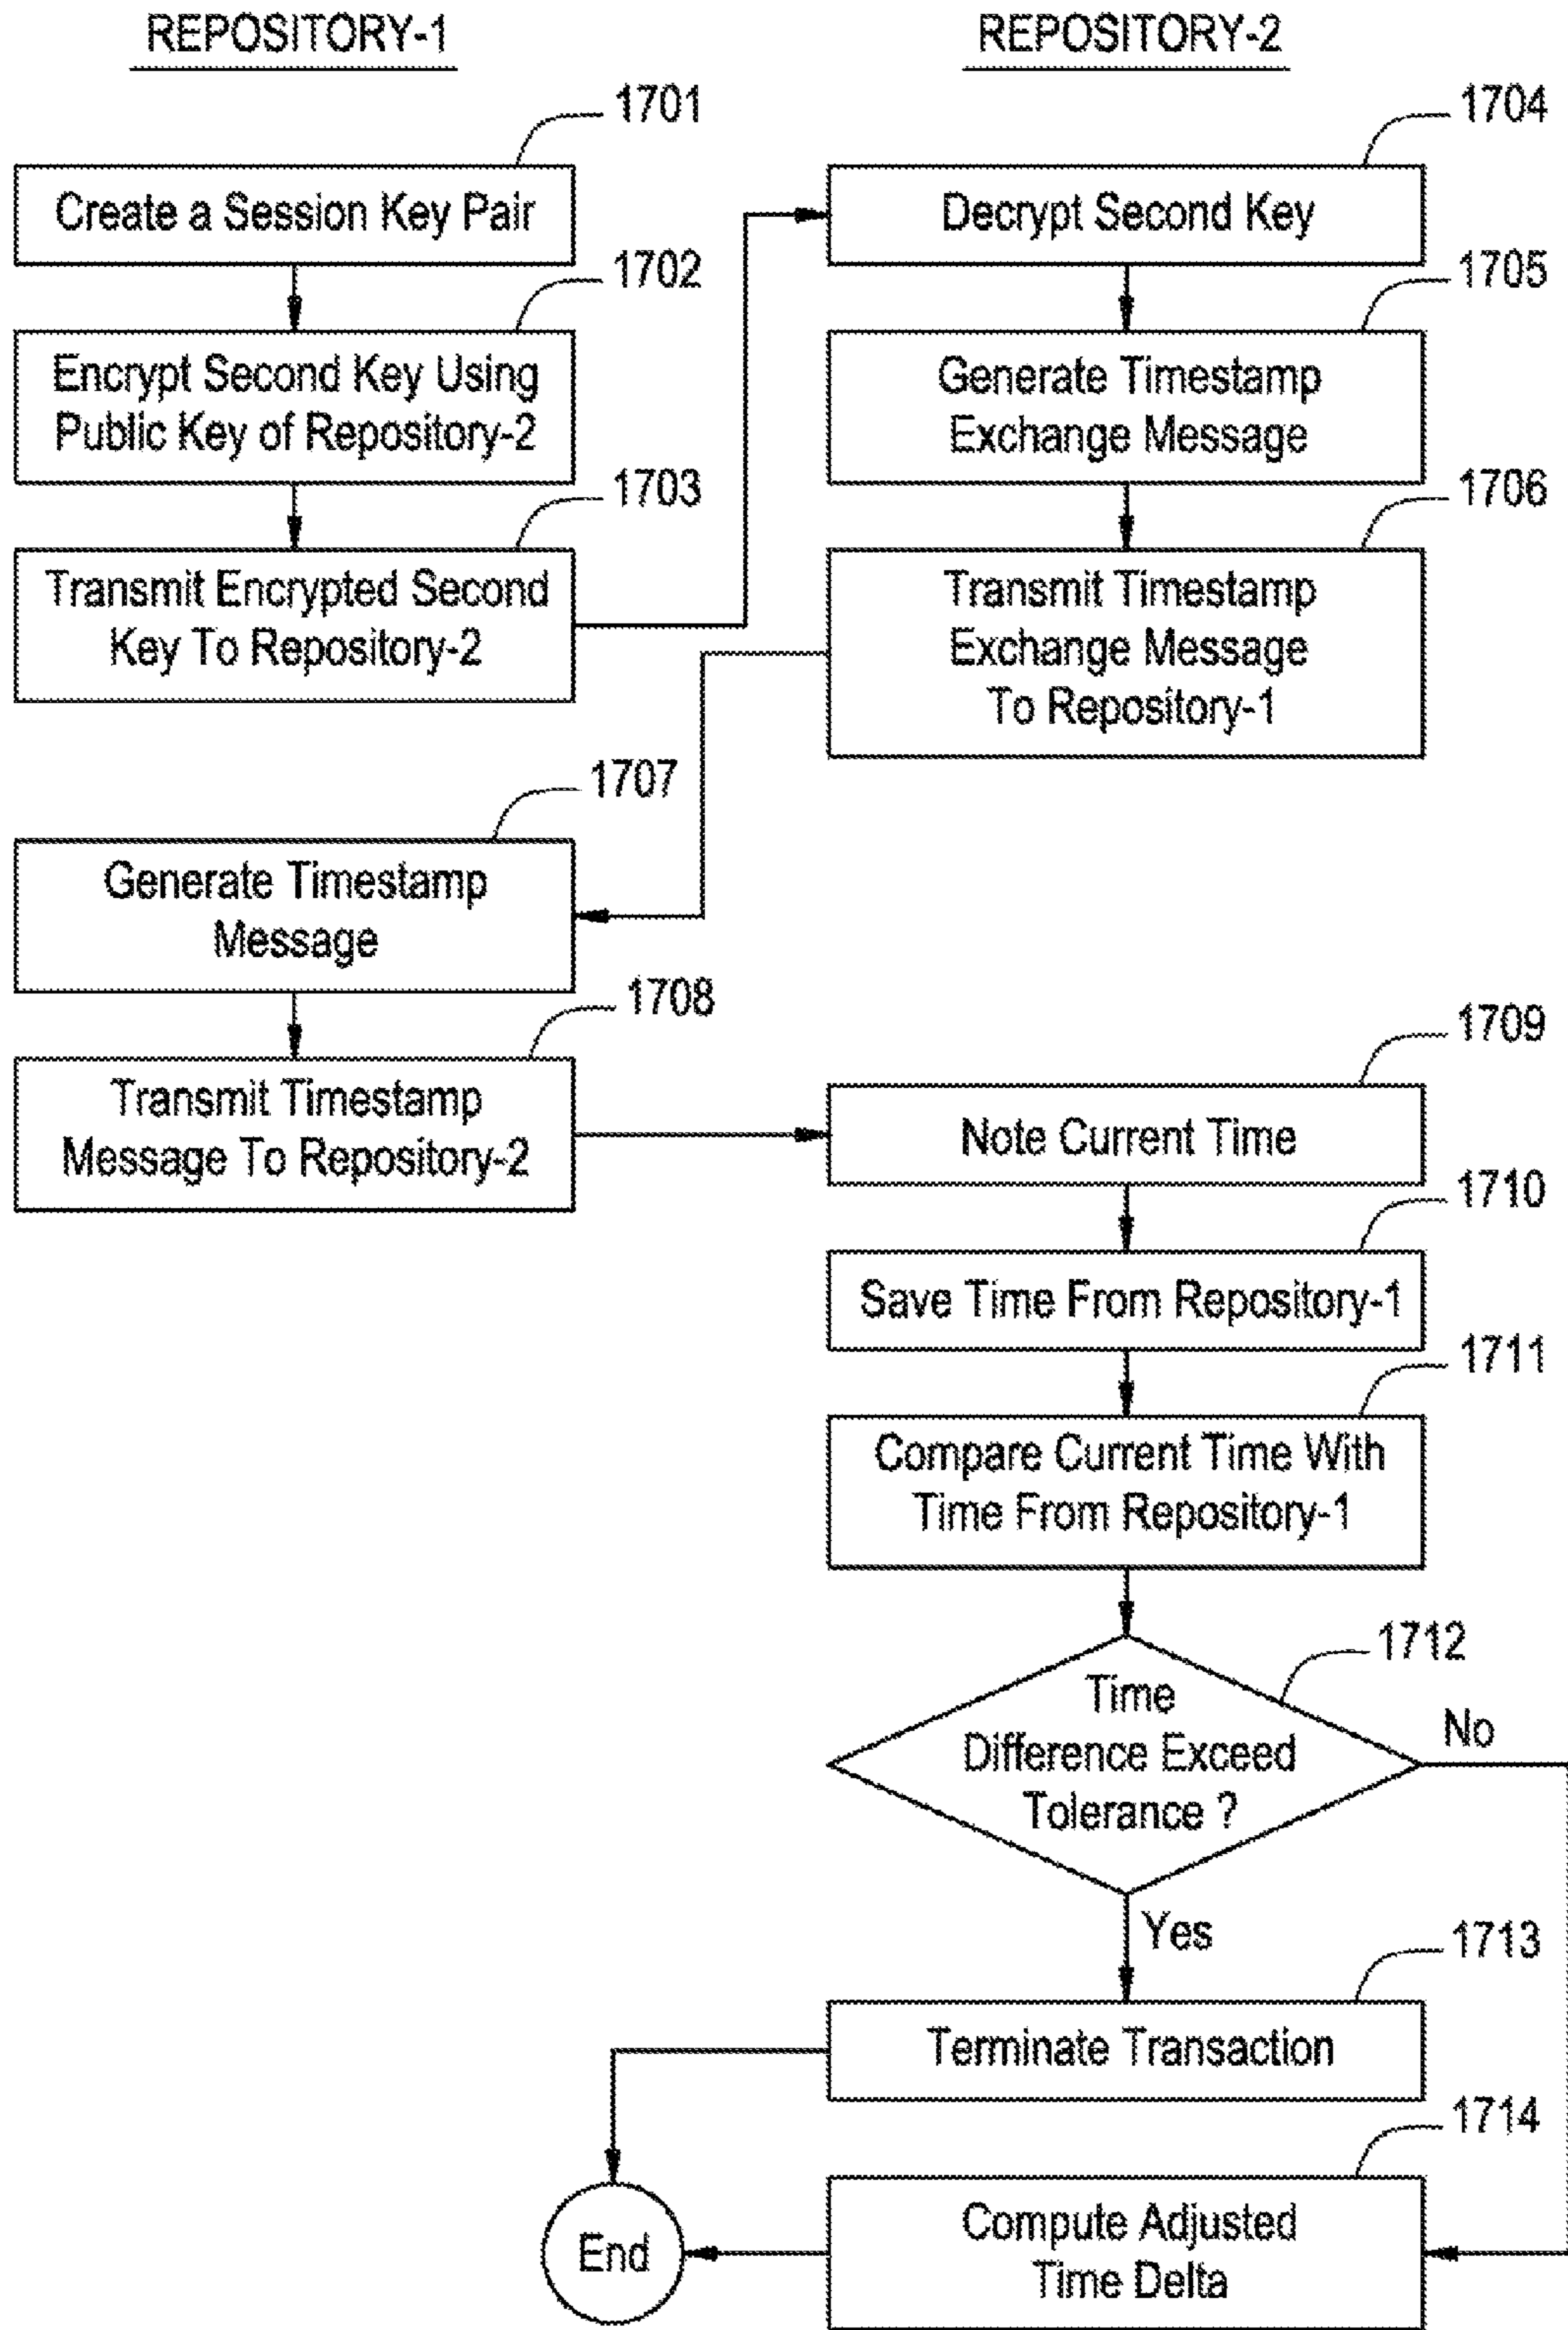 REPOSITORY-1
REPOSITORY-2
1701
Create a Session Key Pair
1702
Encrypt Second Key Using
Public Key of Repository-2
1703
Transmit Encrypted Second
Key To Repository-2
1704
Decrypt Second Key
1705
Generate Timestamp
Exchange Message
1706
Transmit Timestamp
Exchange Message
To Repository-1
1707
Generate Timestamp
Message
1708
Transmit Timestamp
Message To Repository-2
1709
Note Current Time
1710
Save Time From Repository-1
1711
Compare Current Time With
Time From Repository-1
1712
Time
Difference Exceed
Tolerance ?
No
Yes
1713
Terminate Transaction
1714
Compute Adjusted
Time Delta
End